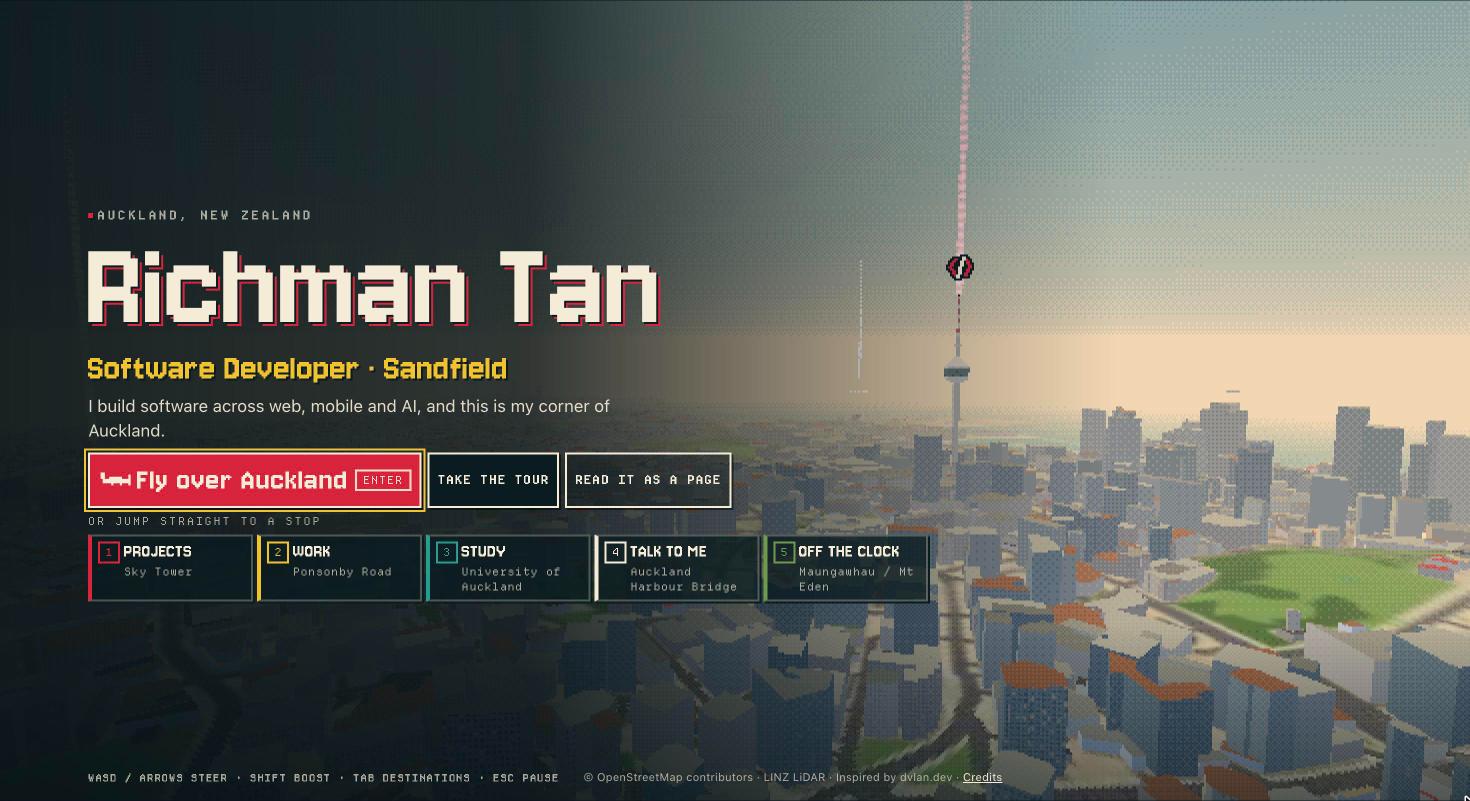 AUCKLAND, NEW ZEALAND
Richman Tan
Software Developer · Sandfield
I build software across web, mobile and AI, and this is my corner of
Auckland.
Fly over Auckland ENTER
TAKE THE TOUR
READ IT AS A PAGE
OR JUMP STRAIGHT TO A STOP
1 PROJECTS
Sky Tower
2 WORK
Ponsonby Road
3 STUDY
University of
Auckland
4 TALK TO ME
Auckland
Harbour Bridge
5 OFF THE CLOCK
Maungawhau / Mt
Eden
WASD / ARROWS STEER · SHIFT BOOST · TAB DESTINATIONS · ESC PAUSE
© OpenStreetMap contributors · LINZ LiDAR · Inspired by dvlan.dev · Credits